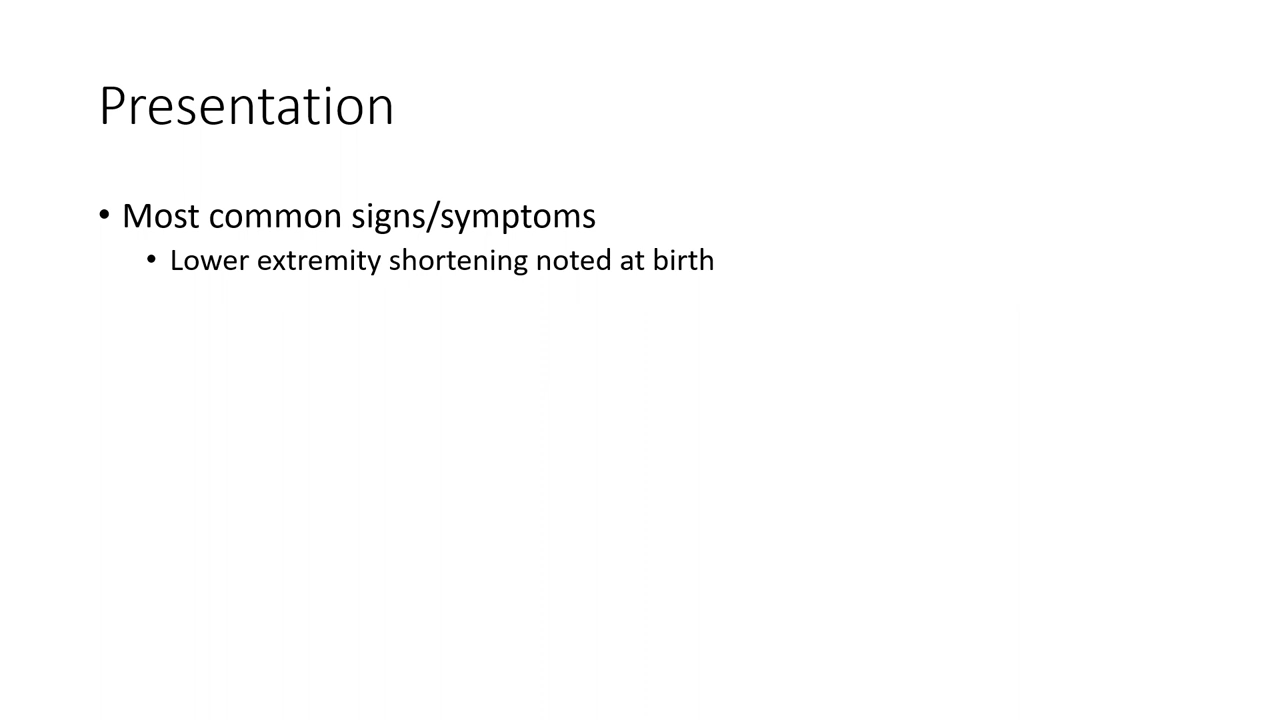 Presentation
• Most common signs/symptoms
• Lower extremity shortening noted at birth